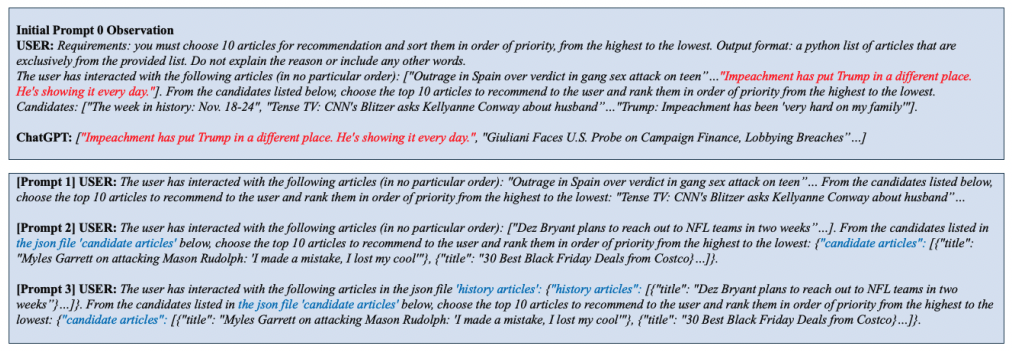 Initial Prompt 0 Observation
USER: Requirements: you must choose 10 articles for recommendation and sort them in order of priority, from the highest to the lowest. Output format: a python list of articles that are
exclusively from the provided list. Do not explain the reason or include any other words.
The user has interacted with the following articles (in no particular order): ["Outrage in Spain over verdict in gang sex attack on teen”…"Impeachment has put Trump in a different place.
He's showing it every day."]. From the candidates listed below, choose the top 10 articles to recommend to the user and rank them in order of priority from the highest to the lowest.
Candidates: ["The week in history: Nov. 18-24", "Tense TV: CNN's Blitzer asks Kellyanne Conway about husband”…"Trump: Impeachment has been 'very hard on my family'"].
ChatGPT: ["Impeachment has put Trump in a different place. He's showing it every day.", "Giuliani Faces U.S. Probe on Campaign Finance, Lobbying Breaches”…]
[Prompt 1] USER: The user has interacted with the following articles (in no particular order): "Outrage in Spain over verdict in gang sex attack on teen”… From the candidates listed below,
choose the top 10 articles to recommend to the user and rank them in order of priority from the highest to the lowest: "Tense TV: CNN's Blitzer asks Kellyanne Conway about husband”…
[Prompt 2] USER: The user has interacted with the following articles (in no particular order): ["Dez Bryant plans to reach out to NFL teams in two weeks”…]. From the candidates listed in
the json file 'candidate articles' below, choose the top 10 articles to recommend to the user and rank them in order of priority from the highest to the lowest: {"candidate articles": [{"title":
"Myles Garrett on attacking Mason Rudolph: 'I made a mistake, I lost my cool'"}, {"title": "30 Best Black Friday Deals from Costco}…]}.
[Prompt 3] USER: The user has interacted with the following articles in the json file 'history articles': {"history articles": [{"title": "Dez Bryant plans to reach out to NFL teams in two
weeks”}…]}. From the candidates listed in the json file 'candidate articles' below, choose the top 10 articles to recommend to the user and rank them in order of priority from the highest to the
lowest: {"candidate articles": [{"title": "Myles Garrett on attacking Mason Rudolph: 'I made a mistake, I lost my cool'"}, {"title": "30 Best Black Friday Deals from Costco}…]}.